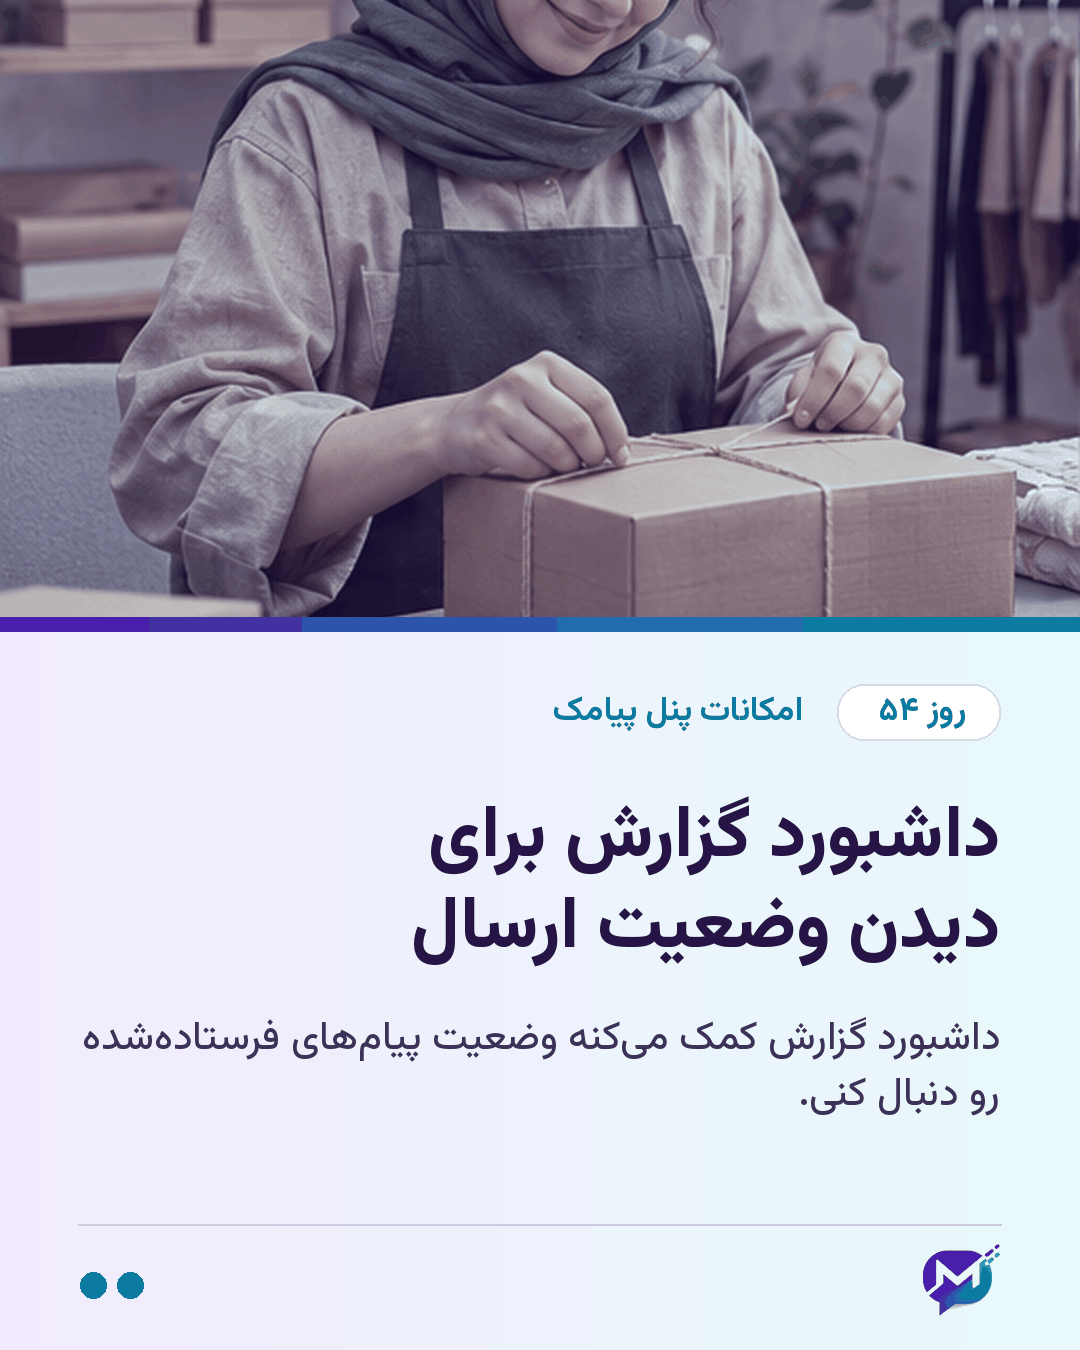 روز ۵۴
امکانات پنل پیامک
داشبورد گزارش برای
دیدن وضعیت ارسال
داشبورد گزارش کمک می‌کنه وضعیت پیام‌های فرستاده‌شده
رو دنبال کنی.